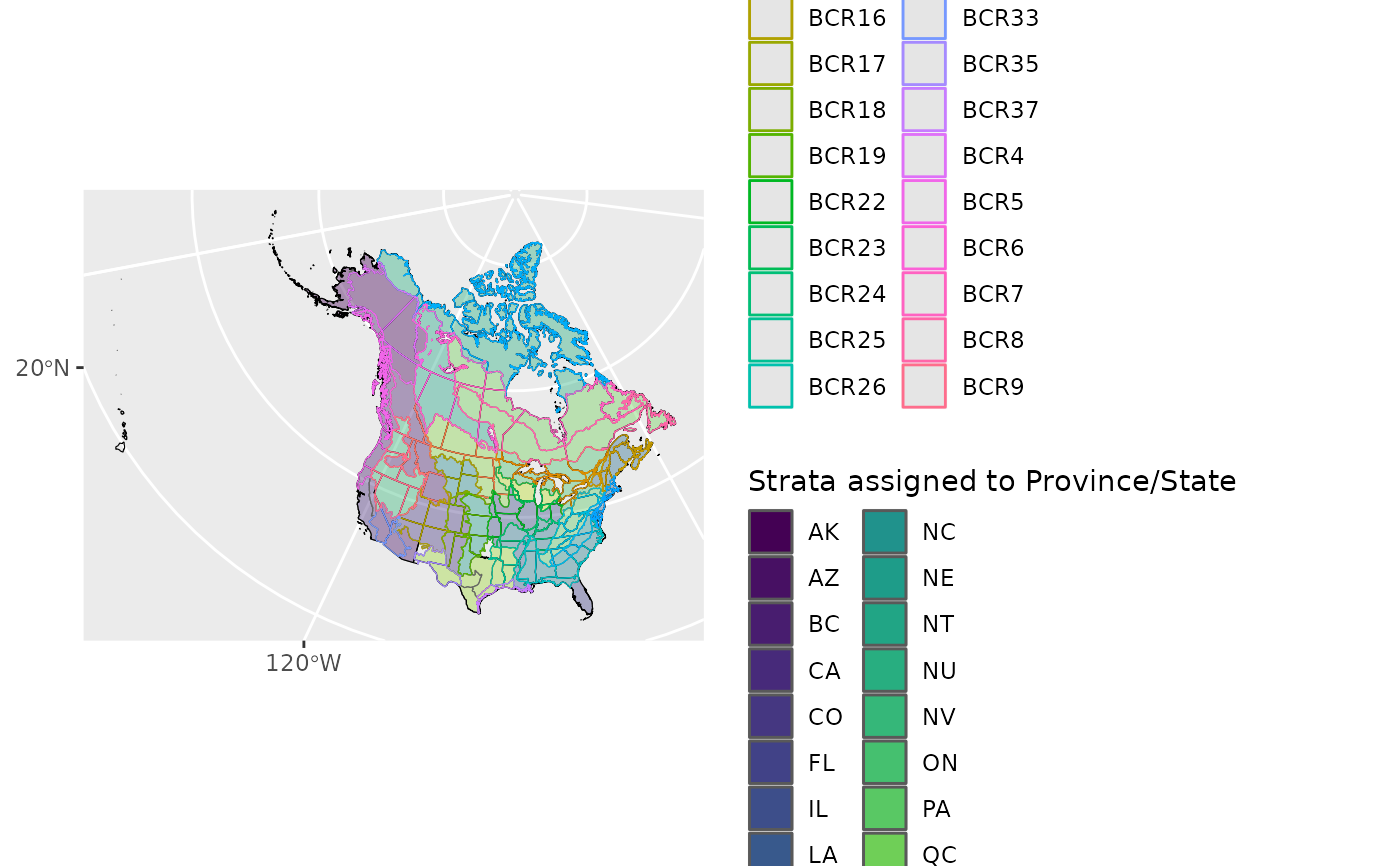 20°N
120°W
BCR16 BCR33
BCR17 BCR35
BCR18 BCR37
BCR19 BCR4
BCR22 BCR5
BCR23 BCR6
BCR24 BCR7
BCR25 BCR8
BCR26 BCR9
Strata assigned to Province/State
AK NC
AZ NE
BC NT
CA NU
CO NV
FL ON
IL PA
LA QC